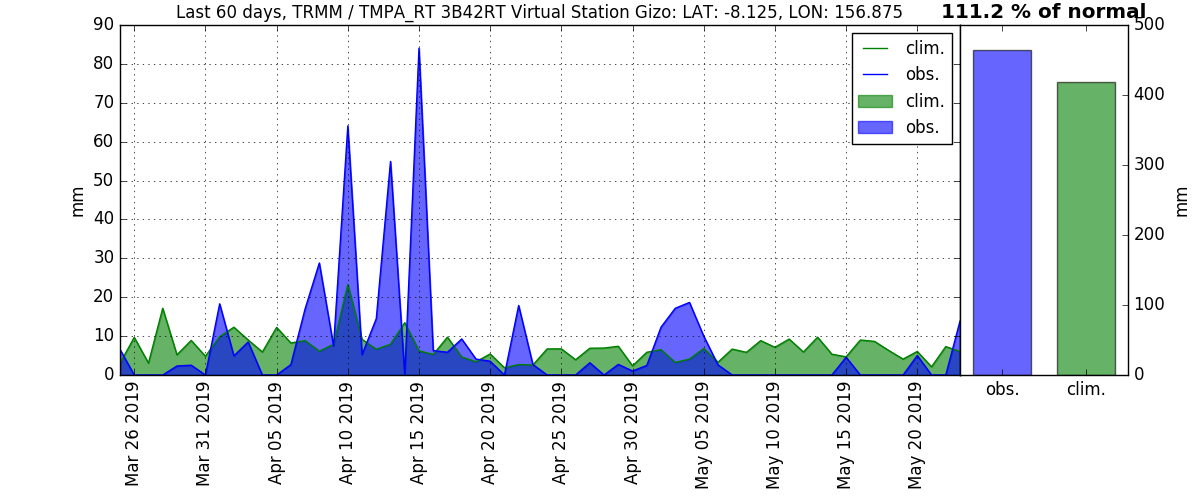 Last 60 days, TRMM / TMPA_RT 3B42RT Virtual Station Gizo: LAT: -8.125, LON: 156.875
111.2 % of normal
90
80
70
60
50
40
30
20
10
0
mm
clim.
obs.
clim.
obs.
Mar 26 2019
Mar 31 2019
Apr 05 2019
Apr 10 2019
Apr 15 2019
Apr 20 2019
Apr 25 2019
Apr 30 2019
May 05 2019
May 10 2019
May 15 2019
May 20 2019
500
400
300
200
100
0
mm
obs.
clim.